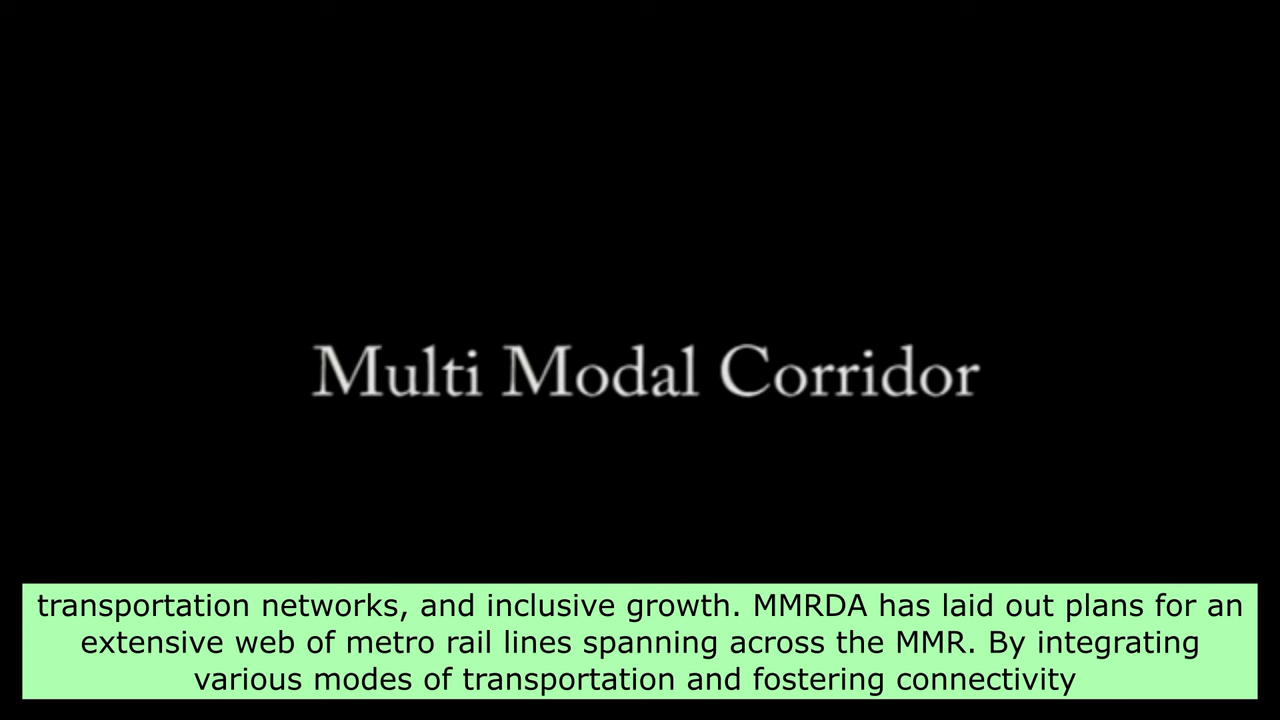 Multi Modal Corridor
transportation networks, and inclusive growth. MMRDA has laid out plans for an
extensive web of metro rail lines spanning across the MMR. By integrating
various modes of transportation and fostering connectivity